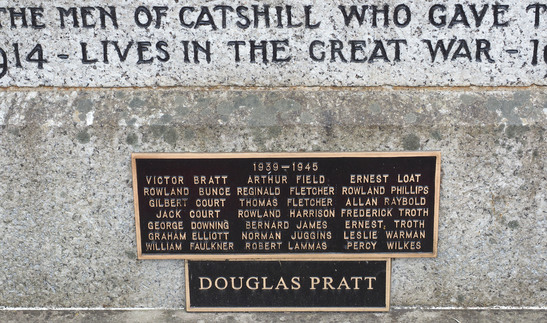 THE MEN OF CATSHILL WHO GAVE
1914 - LIVES IN THE GREAT WAR -
1939-1945
VICTOR BRATT ARTHUR FIELD ERNEST LOAT
ROWLAND BUNCE REGINALD FLETCHER ROWLAND PHILLIPS
GILBERT COURT THOMAS FLETCHER ALLAN RAYBOLD
JACK COURT ROWLAND HARRISON FREDERICK TROTH
GEORGE DOWNING BERNARD JAMES ERNEST. TROTH
GRAHAM ELLIOTT NORMAN JUGGINS LESLIE WARMAN
WILLIAM FAULKNER ROBERT LAMMAS PERCY WILKES
DOUGLAS PRATT